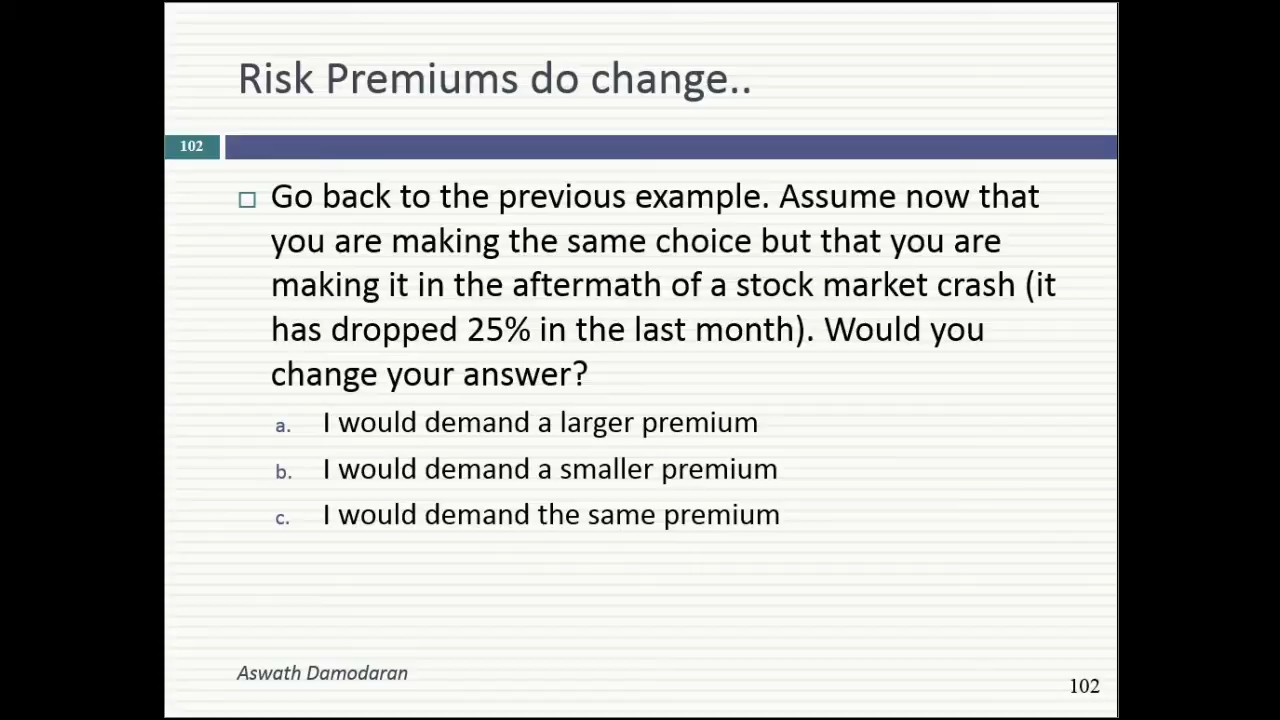 Risk Premiums do change..
102
Go back to the previous example. Assume now that
you are making the same choice but that you are
making it in the aftermath of a stock market crash (it
has dropped 25% in the last month). Would you
change your answer?
a. I would demand a larger premium
b. I would demand a smaller premium
c. I would demand the same premium
Aswath Damodaran
102